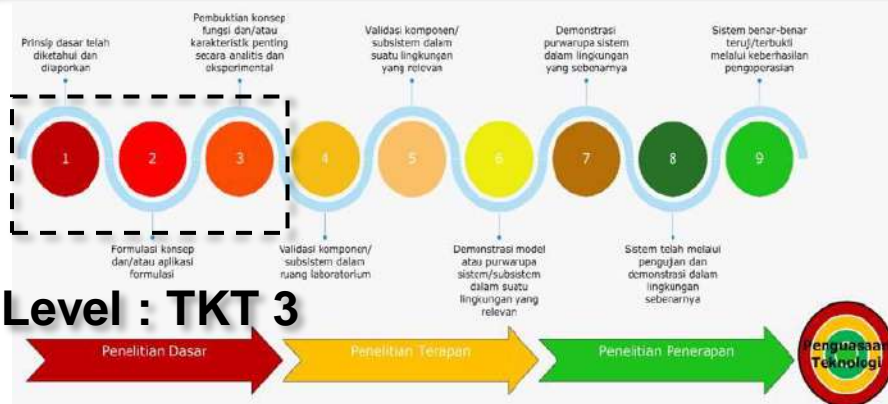 Prinsip dasar telah
diketahui dan
dilaporkan
Pembuktian konsep
fungsi dan/atau
karakteristik penting
secara analitis dan
eksperimental
Validasi komponen/
subsistem dalam
suatu lingkungan
yang relevan
Demonstrasi
purwarupa sistem
dalam lingkungan
yang sebenarnya
Sistem benar-benar
teruji/terbukti
melalui keberhasilan
pengoperasian
1
2
3
4
5
6
7
8
9
Formulasi konsep
dan/atau aplikasi
formulasi
Validasi komponen/
subsistem dalam
ruang laboratorium
Demonstrasi model
atau purwarupa
sistem/subsistem
dalam suatu
lingkungan yang
relevan
Sistem telah melalui
pengujian dan
demonstrasi dalam
lingkungan
sebenarnya
Level : TKT 3
Penelitian Dasar
Penelitian Terapan
Penelitian Penerapan
Penguasaan
Teknologi